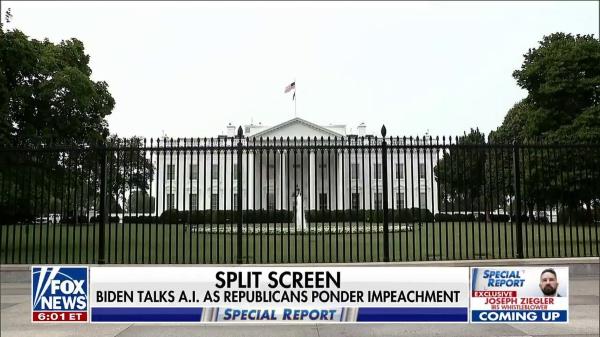 SPLIT SCREEN
BIDEN TALKS A.I. AS REPUBLICANS PONDER IMPEACHMENT
SPECIAL REPORT
FOX
NEWS
6:01 ET
SPECIAL
REPORT
EXCLUSIVE
JOSEPH ZIEGLER
IRS WHISTLEBLOWER
COMING UP